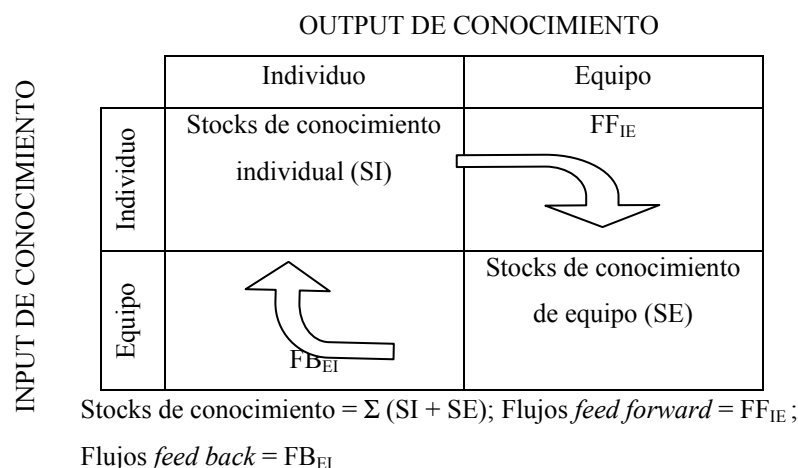 OUTPUT DE CONOCIMIENTO
INPUT DE CONOCIMIENTO
Individuo
Equipo
Individuo
Stocks de conocimiento
individual (SI)
FF_IE
Equipo
FB_EI
Stocks de conocimiento
de equipo (SE)
Stocks de conocimiento = Σ (SI + SE); Flujos feed forward = FF_IE ;
Flujos feed back = FB_EI